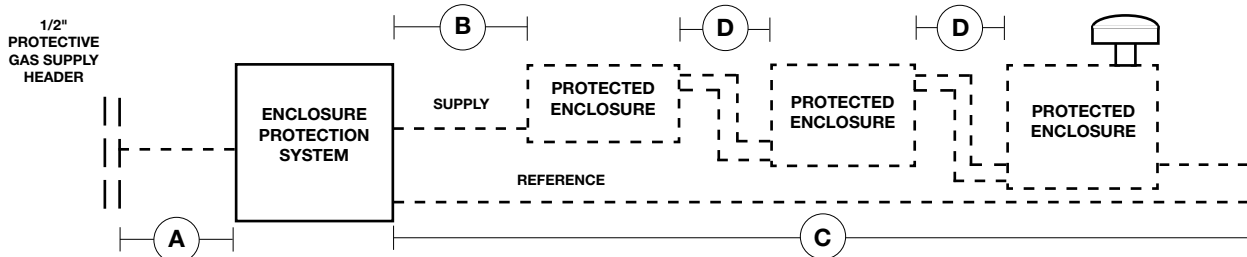 1/2"
PROTECTIVE
GAS SUPPLY
HEADER
B
D
D
ENCLOSURE
PROTECTION
SYSTEM
SUPPLY
PROTECTED
ENCLOSURE
PROTECTED
ENCLOSURE
PROTECTED
ENCLOSURE
REFERENCE
A
C